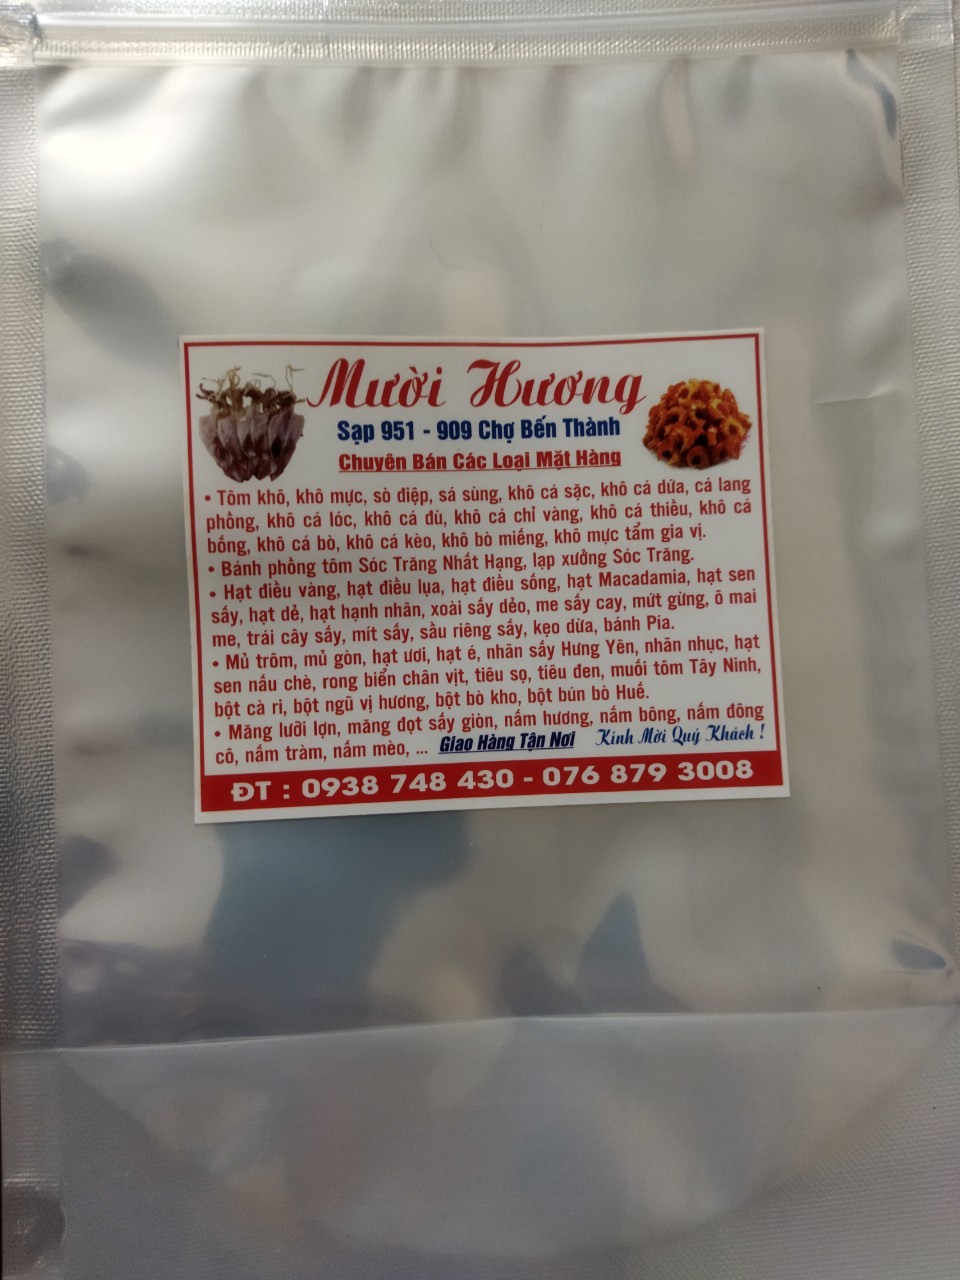 Mười Hương
Sạp 951 - 909 Chợ Bến Thành
Chuyên Bán Các Loại Mặt Hàng
• Tôm khô, khô mực, sò điệp, sá sùng, khô cá sặc, khô cá dứa, cá lang
phồng, khô cá lóc, khô cá dù, khô cá chỉ vàng, khô cá thiều, khô cá
bống, khô cá bò, khô cá kèo, khô bò miếng, khô mực tẩm gia vị.
• Bánh phồng tôm Sóc Trăng Nhất Hạng, lạp xưởng Sóc Trăng.
• Hạt điều vàng, hạt điều lụa, hạt điều sống, hạt Macadamia, hạt sen
sấy, hạt dẻ, hạt hạnh nhân, xoài sấy dẻo, me sấy cay, mứt gừng, ô mai
me, trái cây sấy, mít sấy, sầu riêng sấy, kẹo dừa, bánh Pía.
• Mủ trôm, mủ gòn, hạt ươi, hạt é, nhãn sấy Hưng Yên, nhãn nhục, hạt
sen nấu chè, rong biển chân vịt, tiêu sọ, tiêu đen, muối tôm Tây Ninh,
bột cà ri, bột ngũ vị hương, bột bò kho, bột bún bò Huế.
• Măng lưỡi lợn, măng đọt sấy giòn, nấm hương, nấm bông, nấm đông
cô, nấm tràm, nấm mèo, ... Giao Hàng Tận Nơi Kính Mời Quý Khách !
ĐT : 0938 748 430 - 076 879 3008